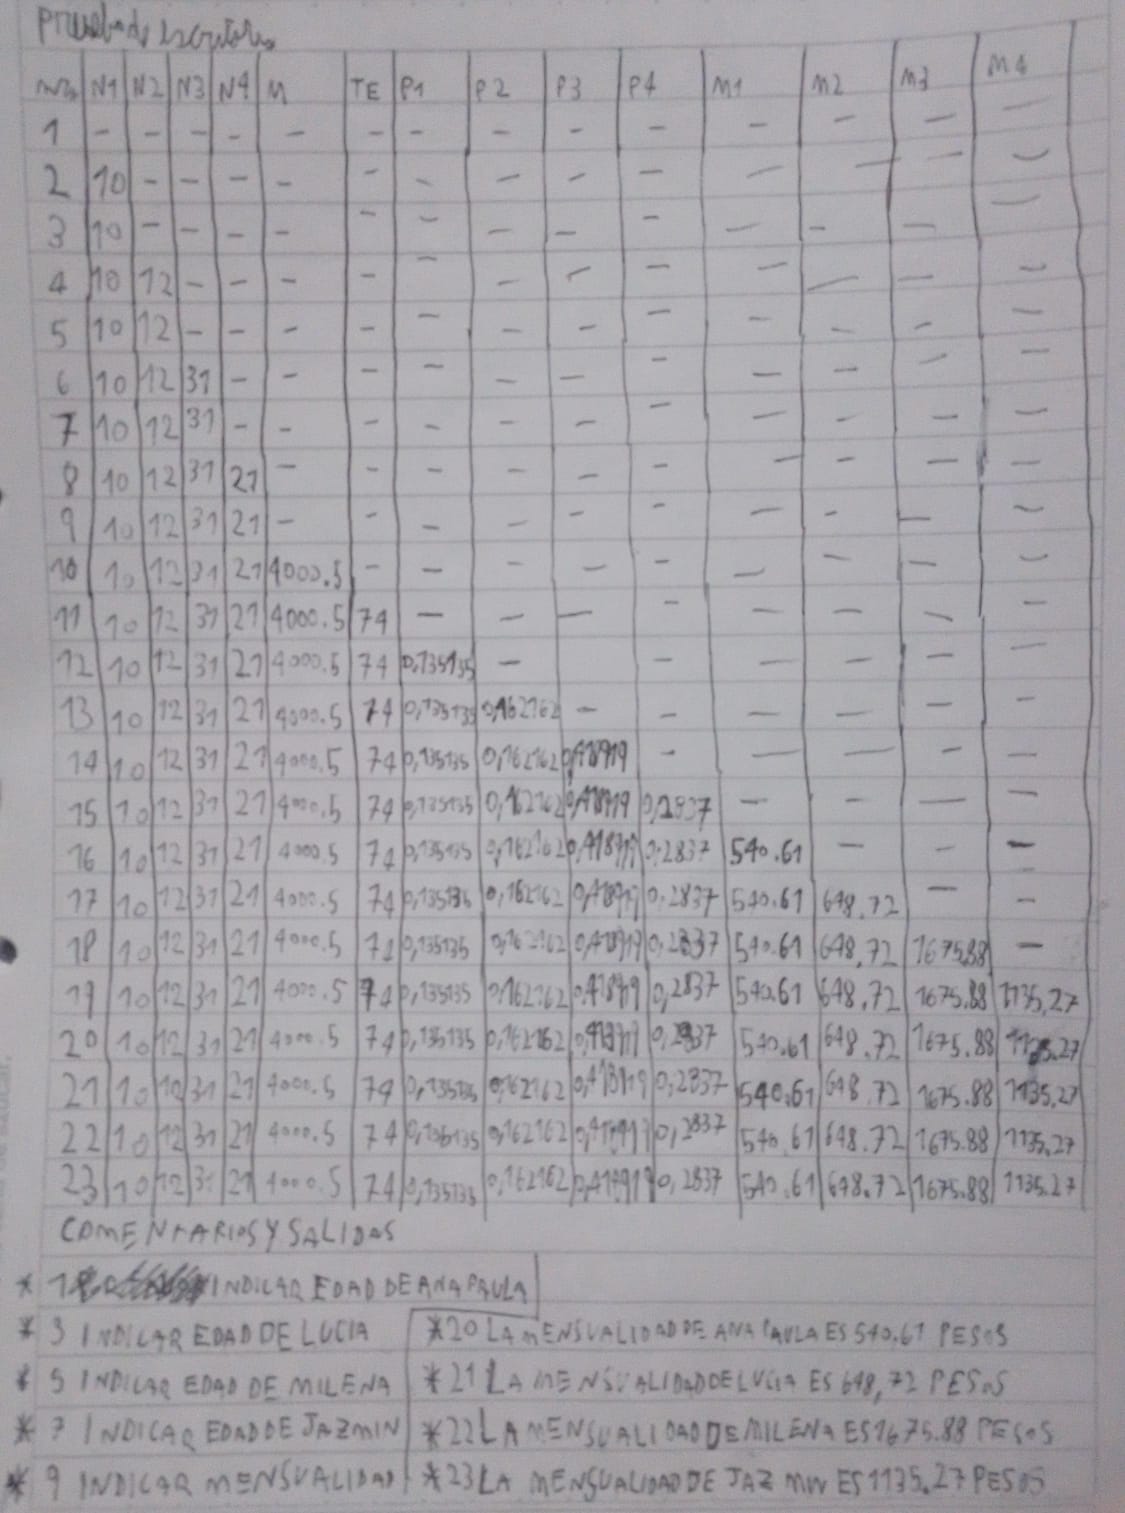 Prueba de escritorio
N1 N2 N3 N4 M TE P1 P2 P3 P4 M1 M2 M3 M4
1 - - - - - - - - - - - - - -
2 10 - - - - - - - - - - - - -
3 10 - - - - - - - - - - - -
4 10 12 - - - - - - - - - - - -
5 10 12 - - - - - - - - - - - -
6 10 12 31 - - - - - - - - - - -
7 10 12 31 - - - - - - - - - - -
8 10 12 31 21 - - - - - - - - - -
9 10 12 31 21 - - - - - - - - - -
10 10 12 31 21 4000.5 - - - - - - - - -
11 10 12 31 21 4000.5 74 - - - - - - - -
12 10 12 31 21 4000.5 74 0,135135 - - - - - -
13 10 12 31 21 4000.5 74 0,135135 0,162162 - - - - - -
14 10 12 31 21 4000.5 74 0,135135 0,162162 0,418919 - - - - -
15 10 12 31 21 4000.5 74 0,135135 0,162162 0,418919 0,2837 - - - -
16 10 12 31 21 4000.5 74 0,135135 0,162162 0,418919 0,2837 540.61 - - -
17 10 12 31 21 4000.5 74 0,135135 0,162162 0,418919 0,2837 540.61 648.72 - -
18 10 12 31 21 4000.5 74 0,135135 0,162162 0,418919 0,2837 540.61 648.72 1675.88 -
19 10 12 31 21 4000.5 74 0,135135 0,162162 0,418919 0,2837 540.61 648.72 1675.88 1135,27
20 10 12 31 21 4000.5 74 0,135135 0,162162 0,418919 0,2837 540.61 648.72 1675.88 1135.27
21 10 12 31 21 4000.5 74 0,135135 0,162162 0,418919 0,2837 540.61 648.72 1675.88 1135,27
22 10 12 31 21 4000.5 74 0,135135 0,162162 0,418919 0,2837 540.61 648.72 1675.88 1135.27
23 10 12 31 21 4000.5 74 0,135135 0,162162 0,418919 0,2837 540.61 648.72 1675.88 1135.27
COMENTARIOS Y SALIDAS
* 1 INDICAR EDAD DE ANA PAULA
* 3 INDICAR EDAD DE LUCIA
*20 LA MENSUALIDAD DE ANA PAULA ES 540.61 PESOS
* 5 INDICAR EDAD DE MILENA
*21 LA MENSUALIDAD DE LUCIA ES 648,72 PESOS
* 7 INDICAR EDAD DE JAZMIN
*22 LA MENSUALIDAD DE MILENA ES 1675.88 PESOS
* 9 INDICAR MENSUALIDAD
*23 LA MENSUALIDAD DE JAZMIN ES 1135.27 PESOS